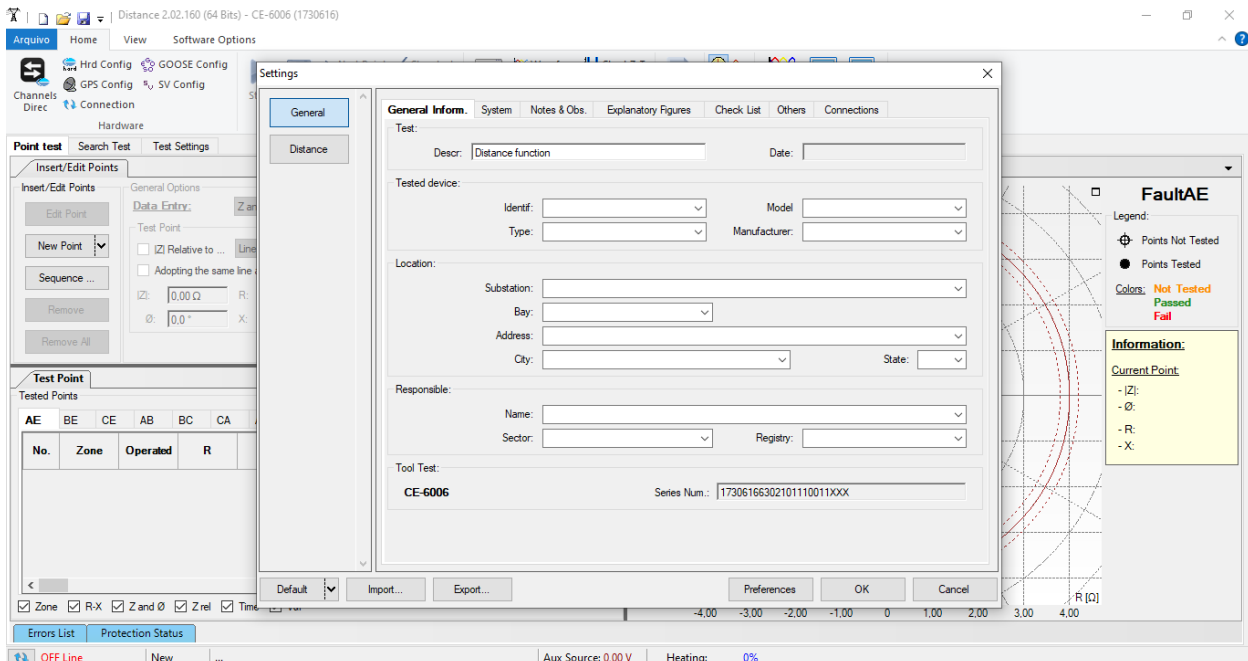 Distance 2.02.160 (64 Bits) - CE-6006 (1730616)
Arquivo Home View Software Options
Hrd Config GOOSE Config
GPS Config SV Config
Channels Direc
Connection
Hardware
Point test Search Test Test Settings
Insert/Edit Points
Insert/Edit Points General Options
Edit Point Data Entry:
Test Point
New Point |Z| Relative to ... Line
Sequence ... Adopting the same line
|Z|: 0,00 Ω R:
Remove
Ø: 0,0 ° X:
Remove All
Test Point
Tested Points
AE BE CE AB BC CA
No. Zone Operated R
Zone R-X Z and Ø Z rel Time
Errors List Protection Status
OFF Line New ... Aux Source: 0.00 V Heating: 0%
Settings
General
Distance
General Inform. System Notes & Obs. Explanatory Figures Check List Others Connections
Test:
Descr: Distance function Date:
Tested device:
Identif: Model
Type: Manufacturer:
Location:
Substation:
Bay:
Address:
City: State:
Responsible:
Name:
Sector: Registry:
Tool Test:
CE-6006 Series Num.: 17306166302101110011XXX
Default Import... Export... Preferences OK Cancel
FaultAE
Legend:
Points Not Tested
Points Tested
Colors: Not Tested
Passed
Fail
Information:
Current Point:
- |Z|:
- Ø:
- R:
- X:
R [Ω]
-4,00 -3,00 -2,00 -1,00 0 1,00 2,00 3,00 4,00